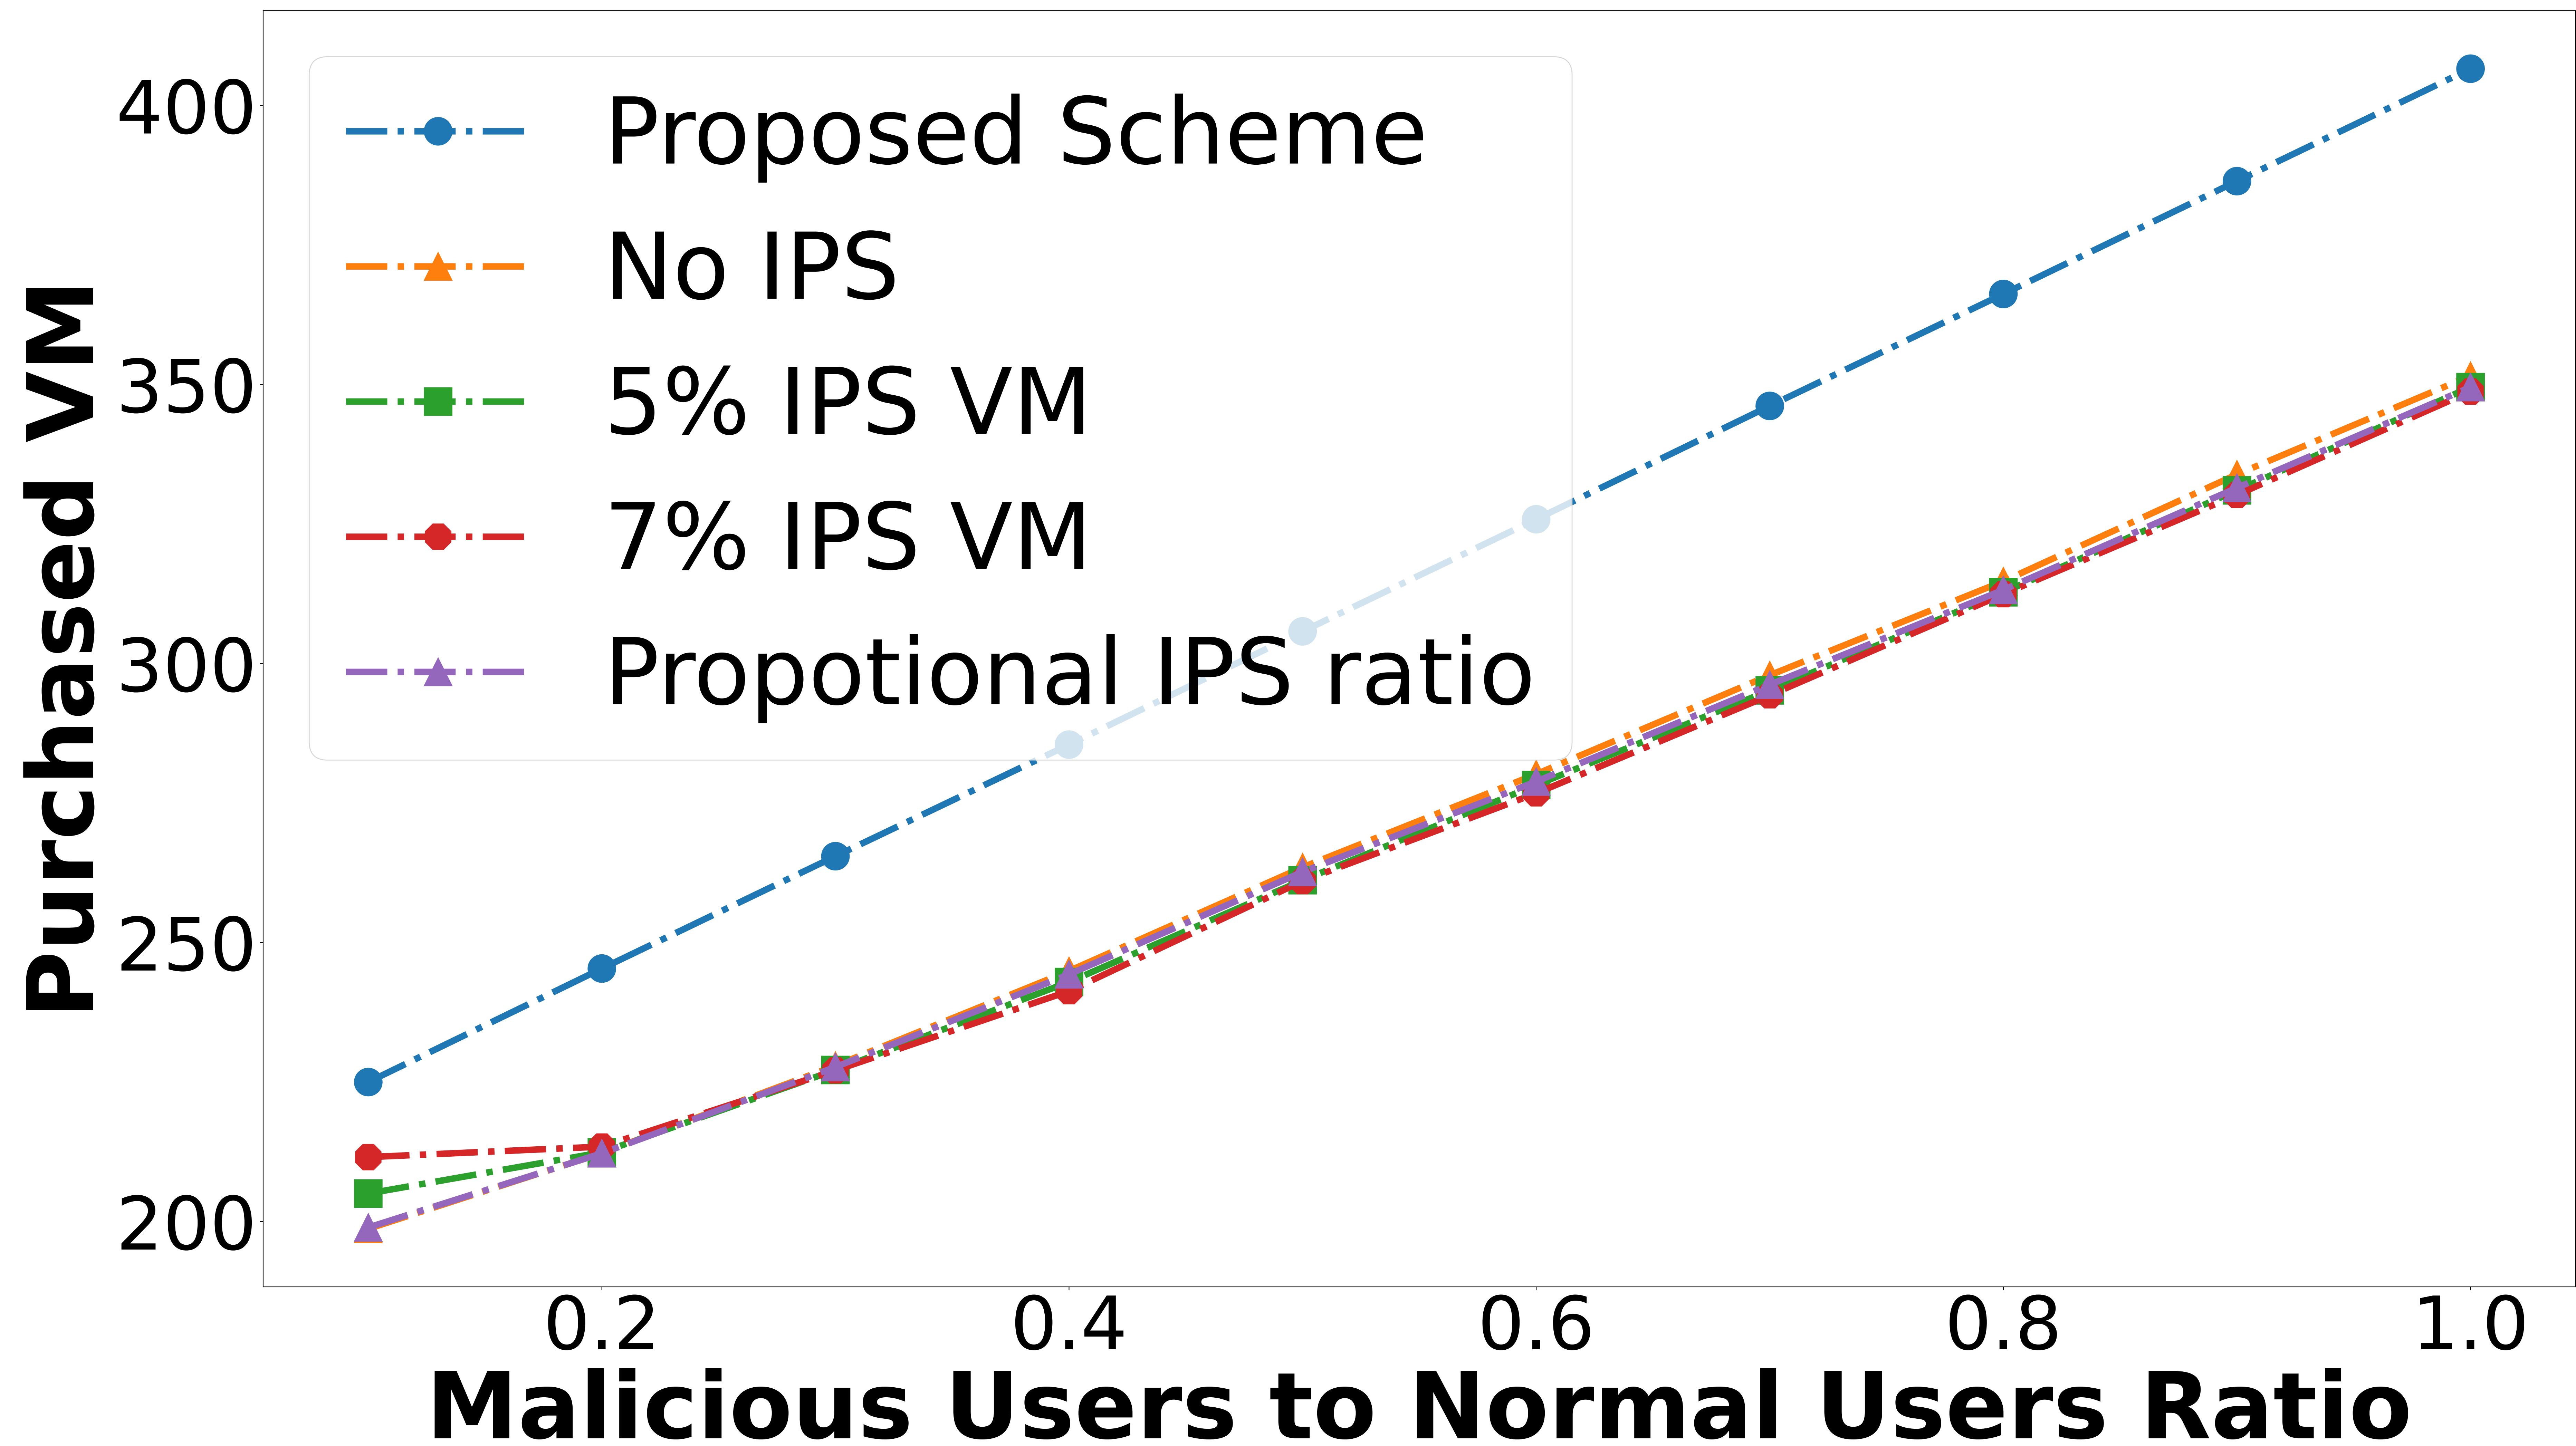 Purchased VM
400
350
300
250
200
Proposed Scheme
No IPS
5% IPS VM
7% IPS VM
Propotional IPS ratio
0.2 0.4 0.6 0.8 1.0
Malicious Users to Normal Users Ratio